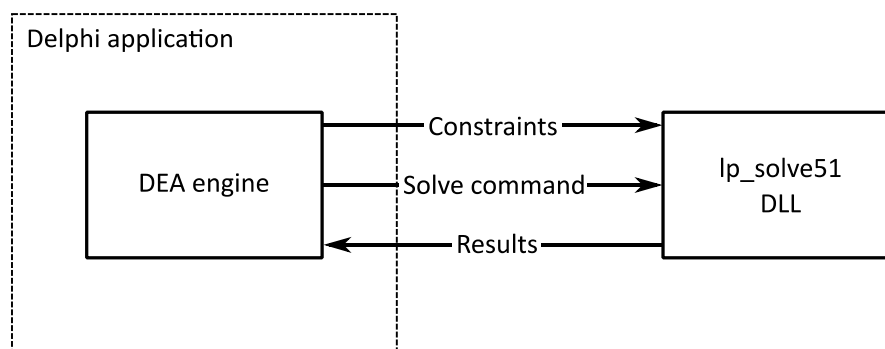 Delphi application
Constraints
DEA engine
Solve command
lp_solve51
DLL
Results